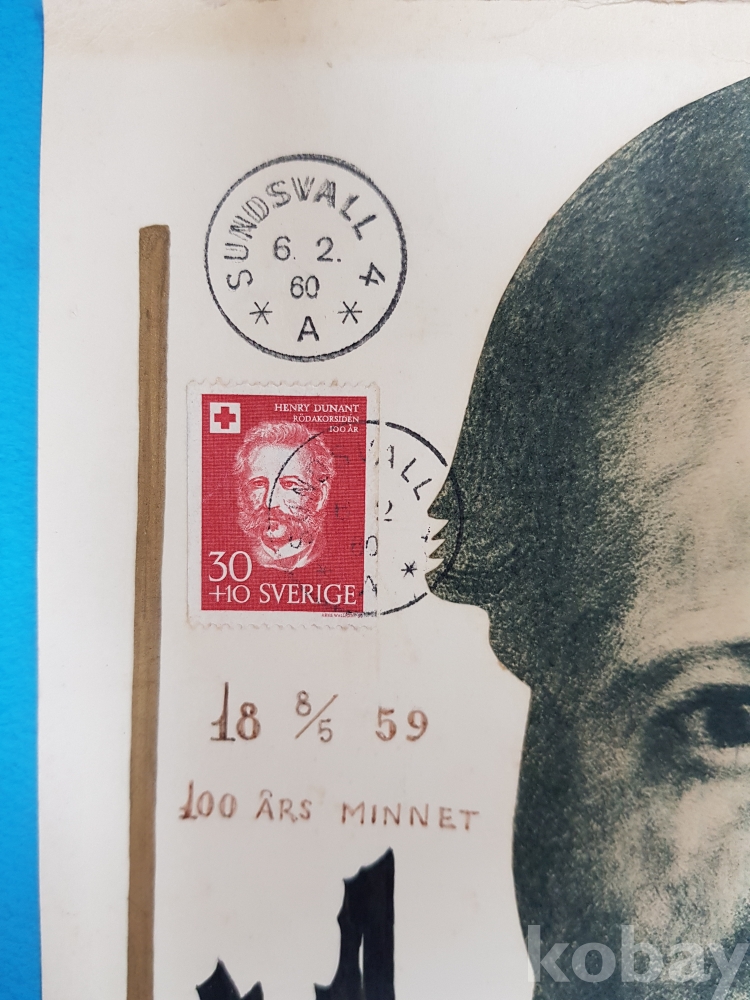 SUNDSVALL 4
6. 2.
60
* A *
HENRY DUNANT
RÖDAKORSIDEN
100 ÅR
30
+10 SVERIGE
18 8/5 59
100 ÅRS MINNET
kobay